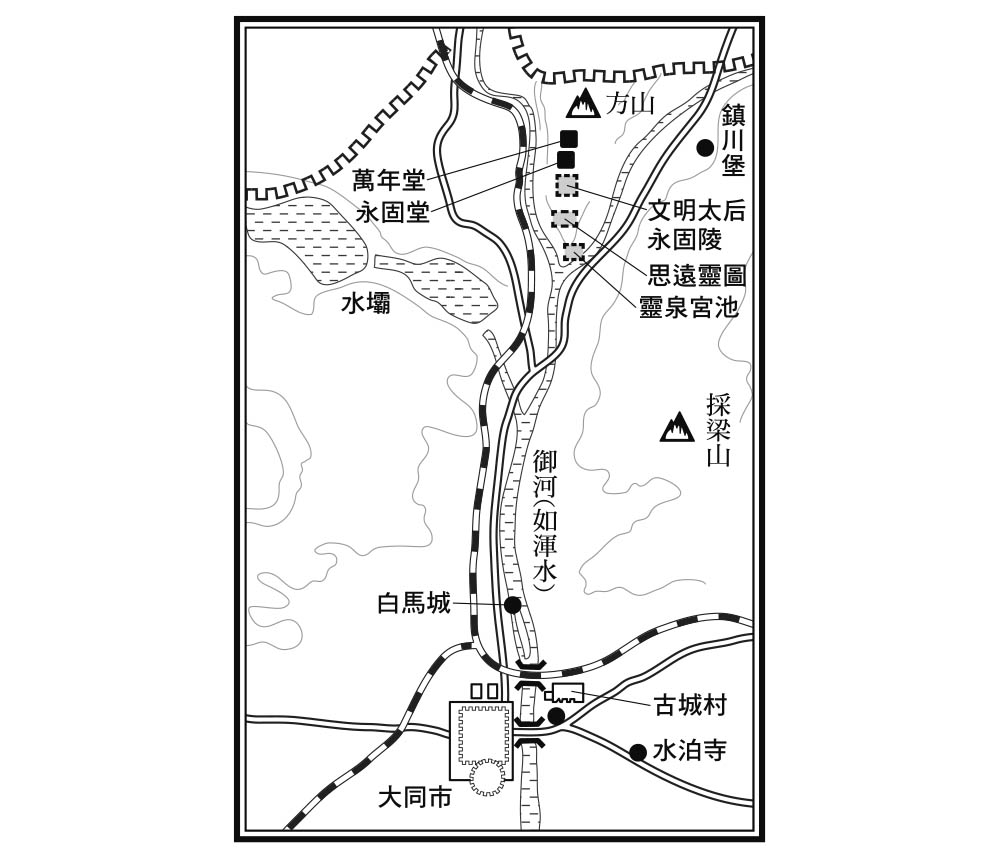 方山
鎮川堡
萬年堂
永固堂
文明太后
永固陵
思遠靈圖
靈泉宮池
水壩
採梁山
御河（如渾水）
白馬城
古城村
水泊寺
大同市